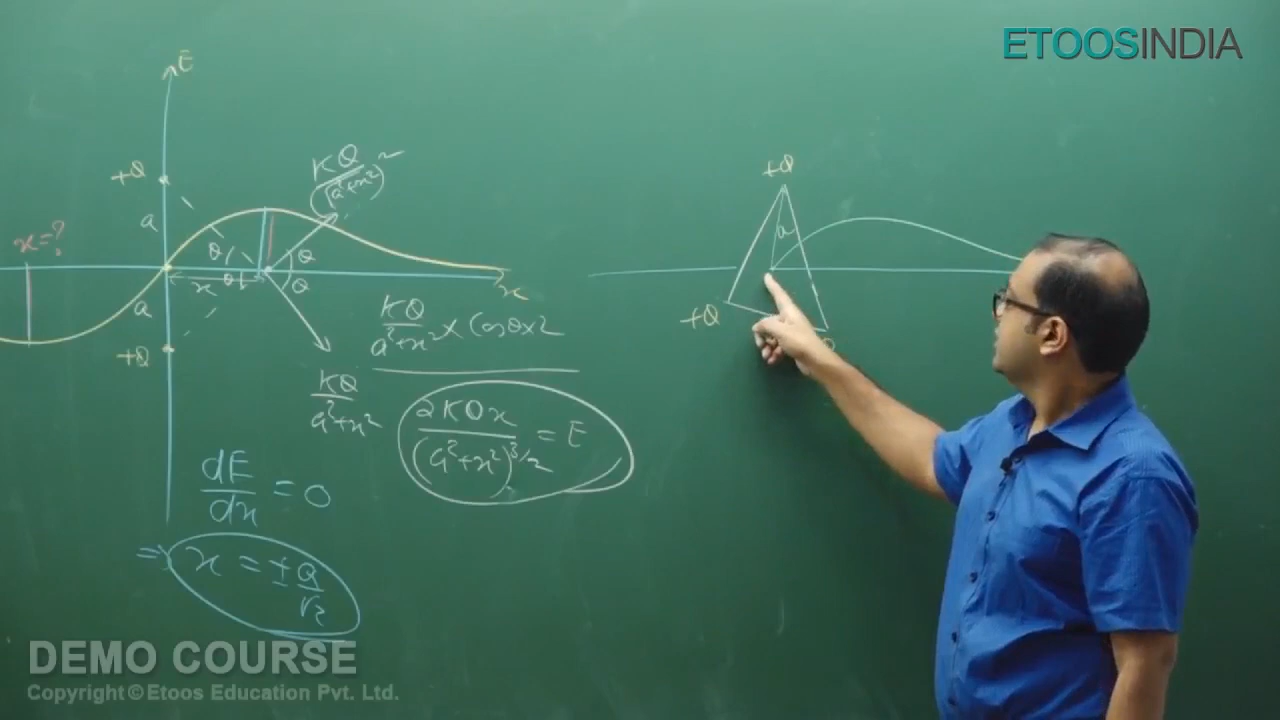 ETOOSINDIA
E
+Q
a
x=?
θ
θ
x
a
+Q
KQ/(a²+x²)²
θ
θ
KQ/a²+x²
x
KQ/a²+x² x Cosθx2
2KQx/(a²+x²)^3/2 = E
dE/dx = 0
=> x = ± a/√2
+Q
a
+Q
Q
DEMO COURSE
Copyright©Etoos Education Pvt. Ltd.